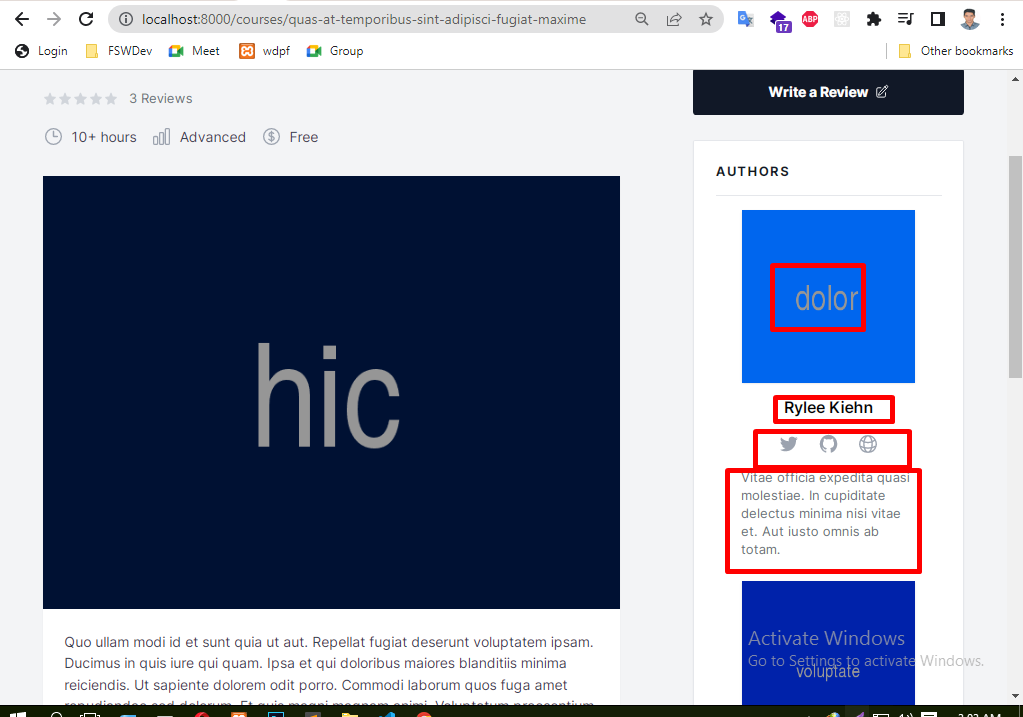 localhost:8000/courses/quas-at-temporibus-sint-adipisci-fugiat-maxime
17
ABP
Login
FSWDev
Meet
wdpf
Group
Other bookmarks
3 Reviews
10+ hours
Advanced
Free
hic
Quo ullam modi id et sunt quia ut aut. Repellat fugiat deserunt voluptatem ipsam.
Ducimus in quis iure qui quam. Ipsa et qui doloribus maiores blanditiis minima
reiciendis. Ut sapiente dolorem odit porro. Commodi laborum quos fuga amet
Write a Review
AUTHORS
dolor
Rylee Kiehn
Vitae officia expedita quasi
molestiae. In cupiditate
delectus minima nisi vitae
et. Aut iusto omnis ab
totam.
Activate Windows
Go to Settings to activate Windows.
voluptate